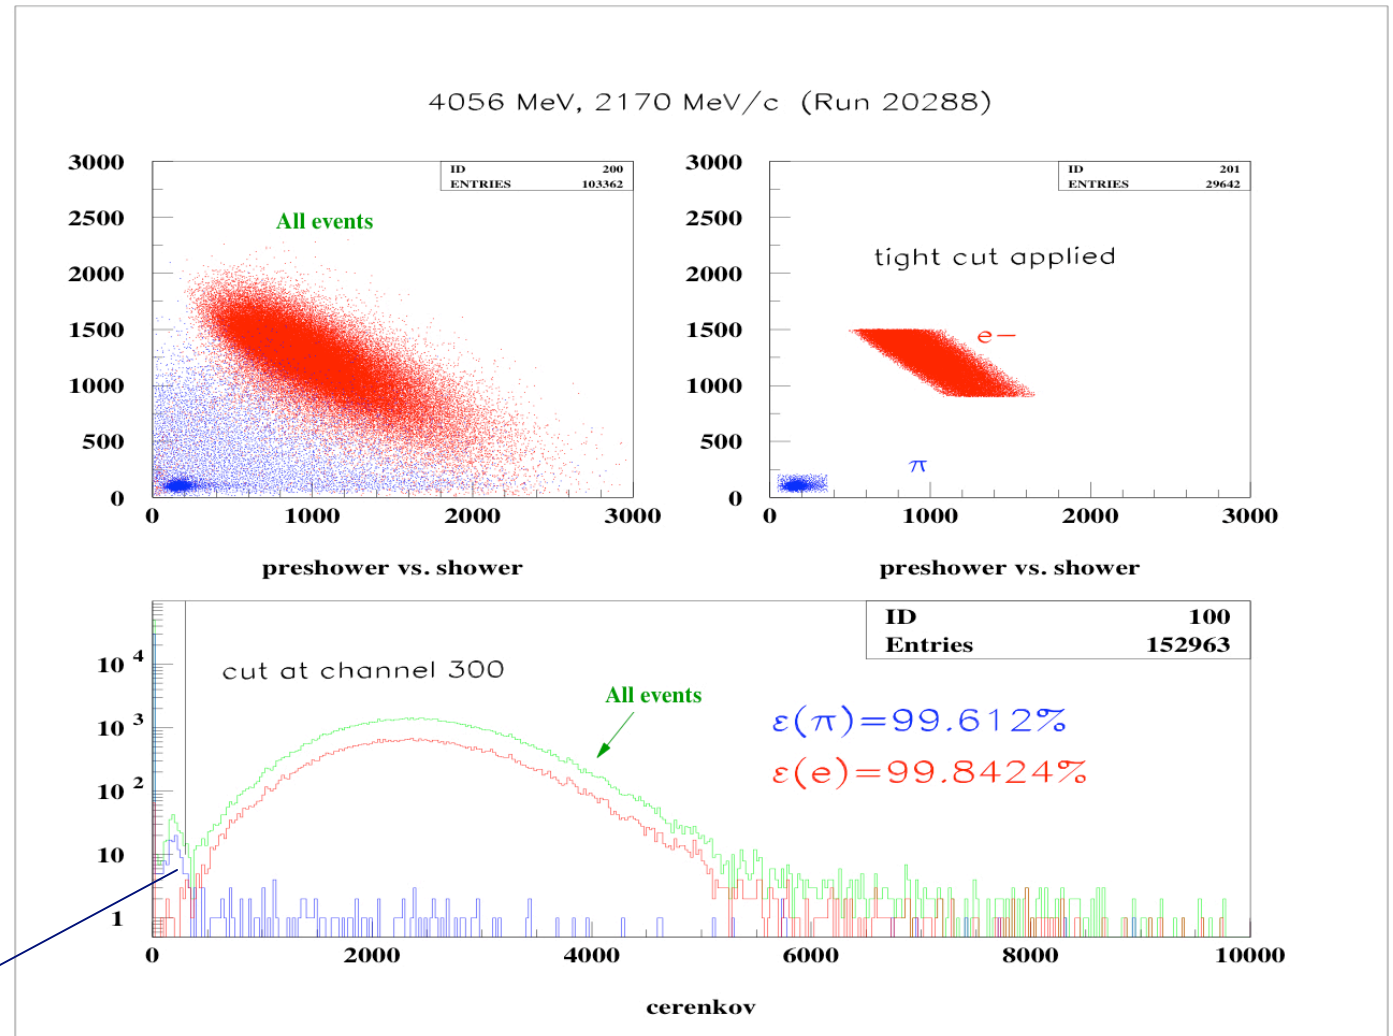 4056 MeV, 2170 MeV/c (Run 20288)
3000
2500
2000
1500
1000
500
0
0 1000 2000 3000
ID 200
ENTRIES 103362
All events
preshower vs. shower
3000
2500
2000
1500
1000
500
0
0 1000 2000 3000
ID 201
ENTRIES 29642
tight cut applied
e−
π
preshower vs. shower
ID 100
Entries 152963
10 4
10 3
10 2
10
1
cut at channel 300
All events
ε(π)=99.612%
ε(e)=99.8424%
0 2000 4000 6000 8000 10000
cerenkov